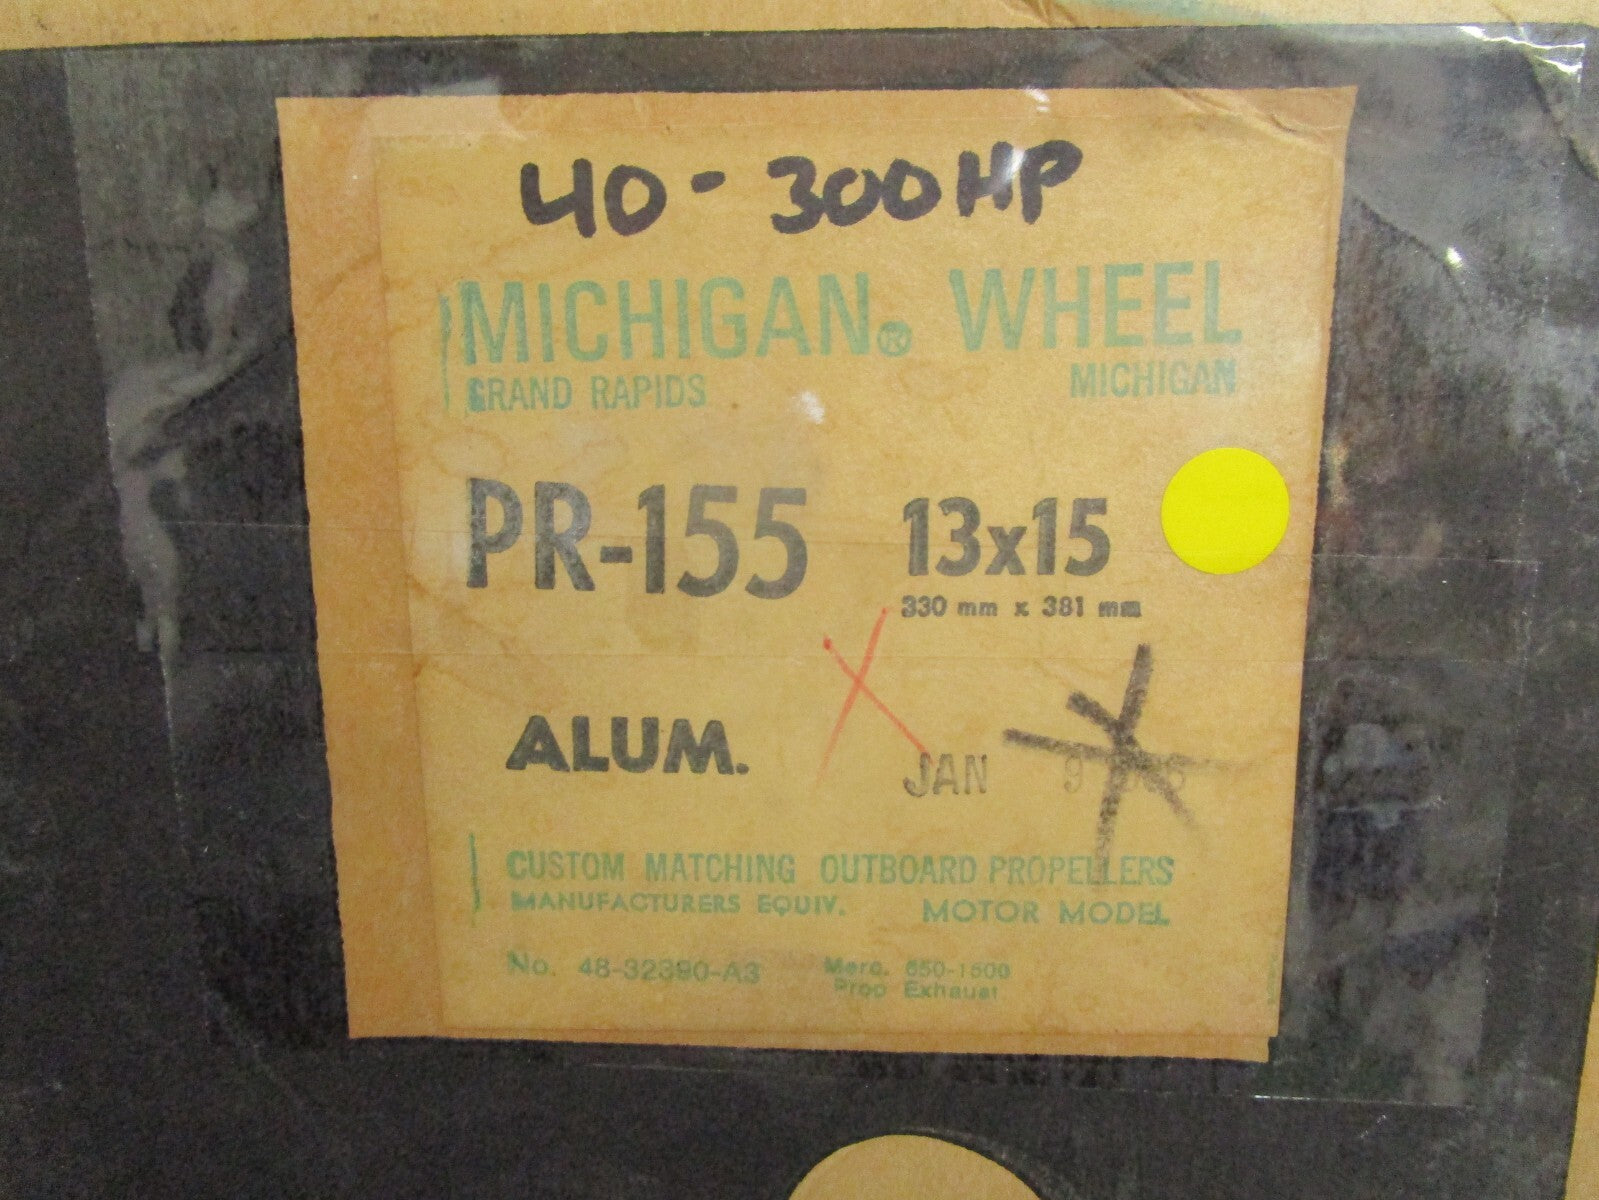 40-300HP
MICHIGAN® WHEEL
GRAND RAPIDS MICHIGAN
PR-155 13x15
330 mm x 381 mm
ALUM.
JAN 9
CUSTOM MATCHING OUTBOARD PROPELLERS
MANUFACTURERS EQUIV. MOTOR MODEL
No. 48-32390-A3 Merc. 650-1500
Prop Exhaust